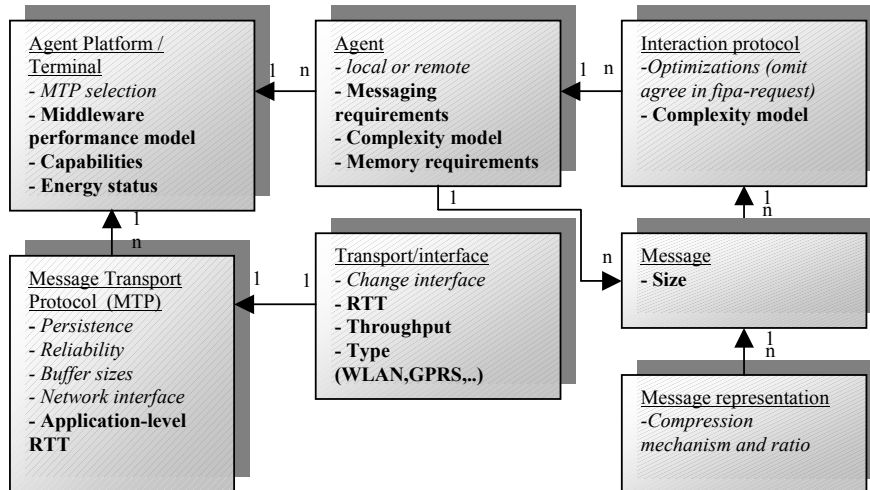 Agent Platform /
Terminal
- MTP selection
- Middleware
performance model
- Capabilities
- Energy status
1
n
Agent
- local or remote
- Messaging
requirements
- Complexity model
- Memory requirements
1
n
Interaction protocol
-Optimizations (omit
agree in fipa-request)
- Complexity model
1
n
1
n
1
n
Message Transport
Protocol (MTP)
- Persistence
- Reliability
- Buffer sizes
- Network interface
- Application-level
RTT
1
1
Transport/interface
- Change interface
- RTT
- Throughput
- Type
(WLAN,GPRS,..)
Message
- Size
1
n
Message representation
-Compression
mechanism and ratio